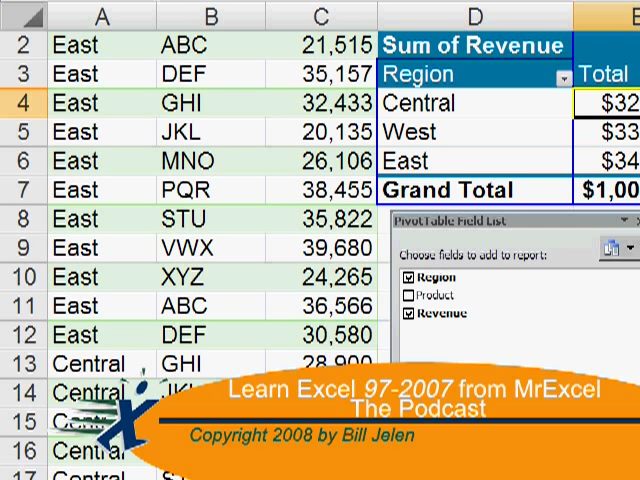 A B C D E
2 East ABC 21,515 Sum of Revenue
3 East DEF 35,157 Region Total
4 East GHI 32,433 Central $32
5 East JKL 20,135 West $33
6 East MNO 26,106 East $34
7 East PQR 38,455 Grand Total $1,00
8 East STU 35,822
PivotTable Field List
9 East VWX 39,680
Choose fields to add to report:
10 East XYZ 24,265 Region
Product
11 East ABC 36,566 Revenue
12 East DEF 30,580
13 Central GHI 28,900
14 Central
Learn Excel 97-2007 from MrExcel
The Podcast
15
Copyright 2008 by Bill Jelen
16 Central
17 Central